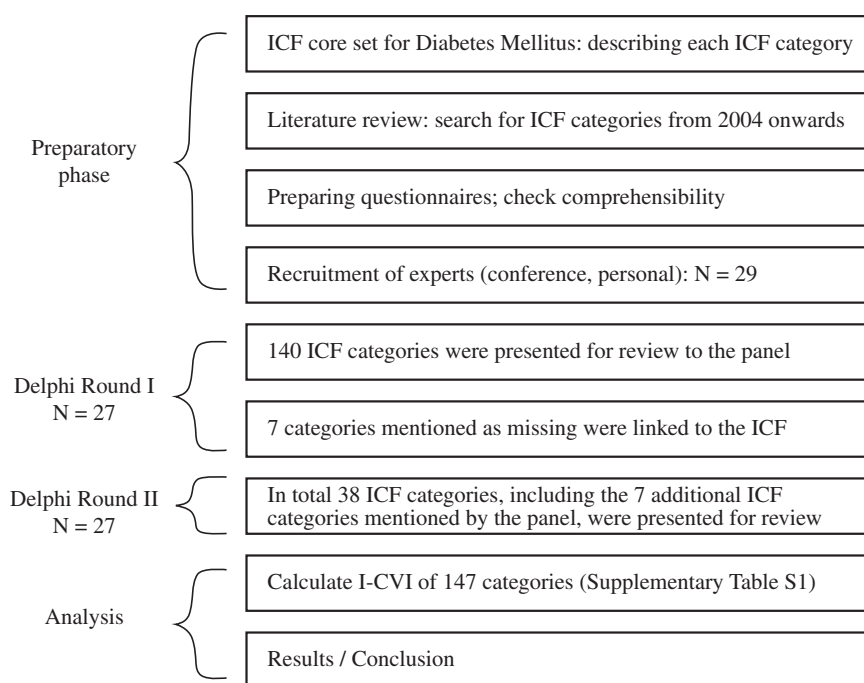 ICF core set for Diabetes Mellitus: describing each ICF category
Literature review: search for ICF categories from 2004 onwards
Preparatory
phase
Preparing questionnaires; check comprehensibility
Recruitment of experts (conference, personal): N = 29
140 ICF categories were presented for review to the panel
Delphi Round I
N = 27
7 categories mentioned as missing were linked to the ICF
Delphi Round II
N = 27
In total 38 ICF categories, including the 7 additional ICF
categories mentioned by the panel, were presented for review
Calculate I-CVI of 147 categories (Supplementary Table S1)
Analysis
Results / Conclusion